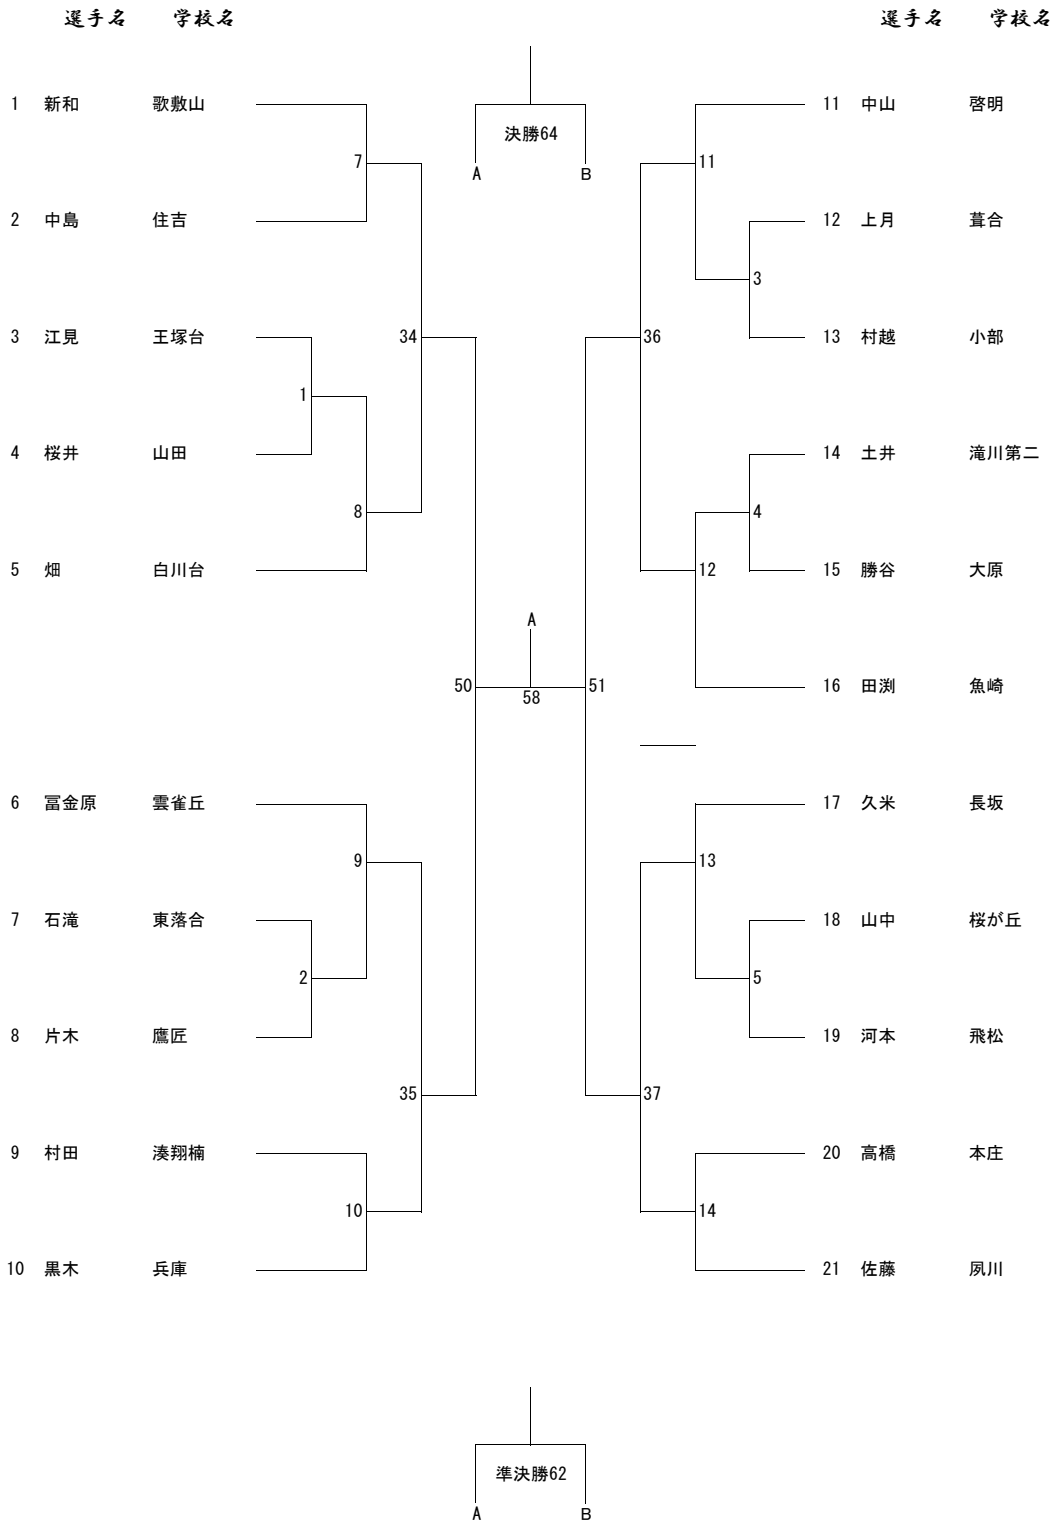 選手名 学校名 選手名 学校名
1 新和 歌敷山 11 中山 啓明
決勝64
7 11
A B
2 中島 住吉 12 上月 葺合
3
3 江見 王塚台 34 36 13 村越 小部
1
4 桜井 山田 14 土井 滝川第二
8 4
5 畑 白川台 12 15 勝谷 大原
A
50 51 16 田渕 魚崎
58
6 冨金原 雲雀丘 17 久米 長坂
9 13
7 石滝 東落合 18 山中 桜が丘
2 5
8 片木 鷹匠 19 河本 飛松
35 37
9 村田 湊翔楠 20 高橋 本庄
10 14
10 黒木 兵庫 21 佐藤 夙川
準決勝62
A B